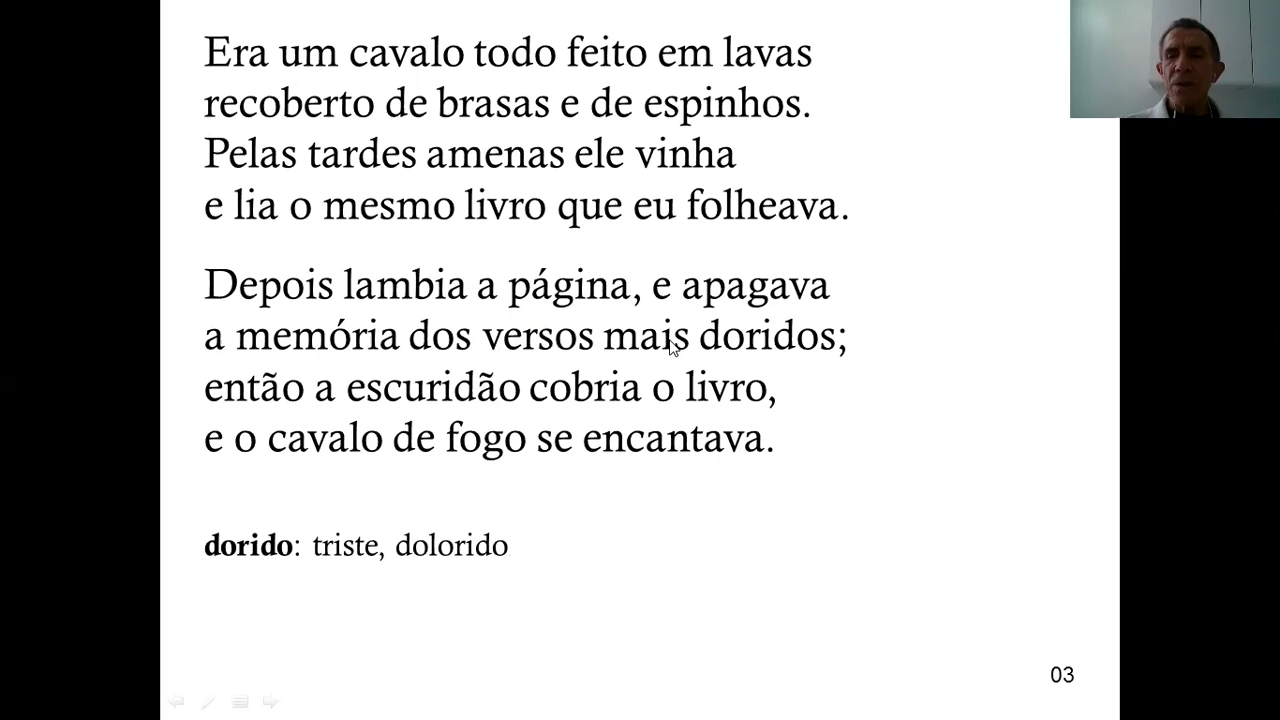 Era um cavalo todo feito em lavas
recoberto de brasas e de espinhos.
Pelas tardes amenas ele vinha
e lia o mesmo livro que eu folheava.
Depois lambia a página, e apagava
a memória dos versos mais doridos;
então a escuridão cobria o livro,
e o cavalo de fogo se encantava.
dorido: triste, dolorido
03